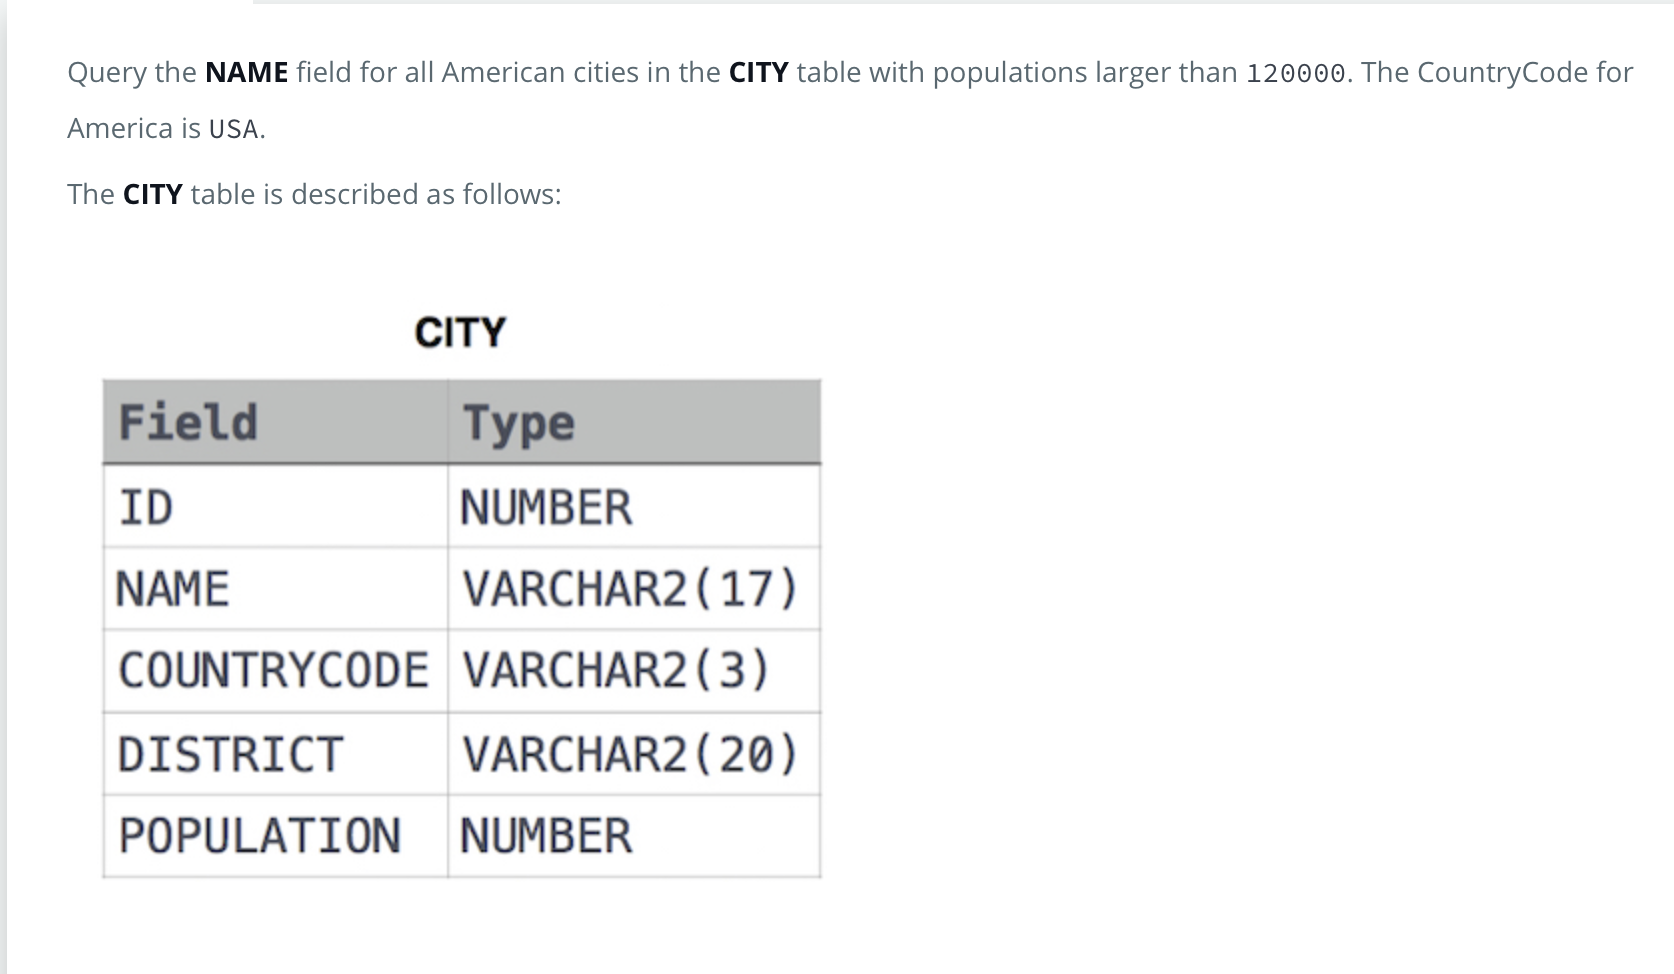 Query the NAME field for all American cities in the CITY table with populations larger than 120000. The CountryCode for
America is USA.
The CITY table is described as follows:
CITY
Field Type
ID NUMBER
NAME VARCHAR2(17)
COUNTRYCODE VARCHAR2(3)
DISTRICT VARCHAR2(20)
POPULATION NUMBER